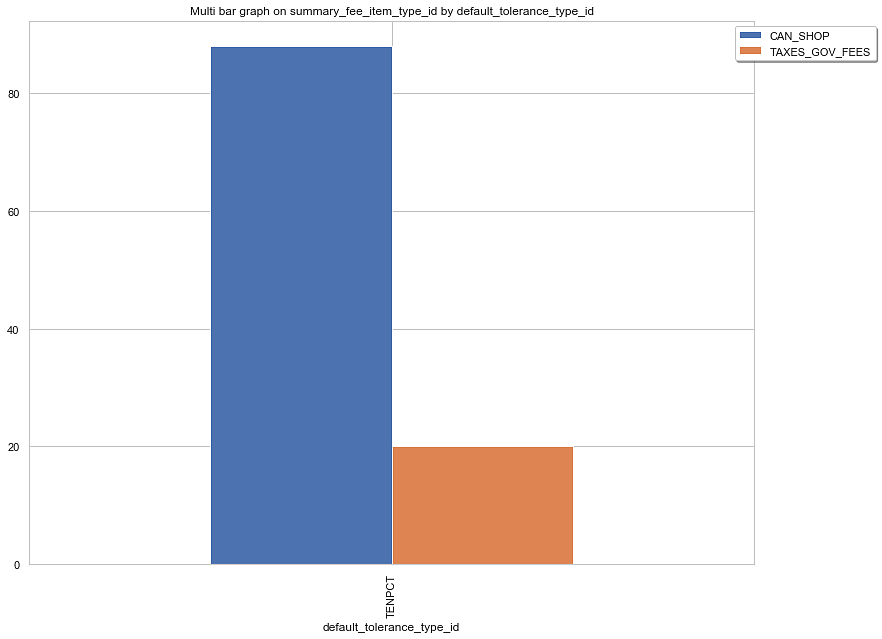 Multi bar graph on summary_fee_item_type_id by default_tolerance_type_id
CAN_SHOP
TAXES_GOV_FEES
80
60
40
20
0
TENPCT
default_tolerance_type_id